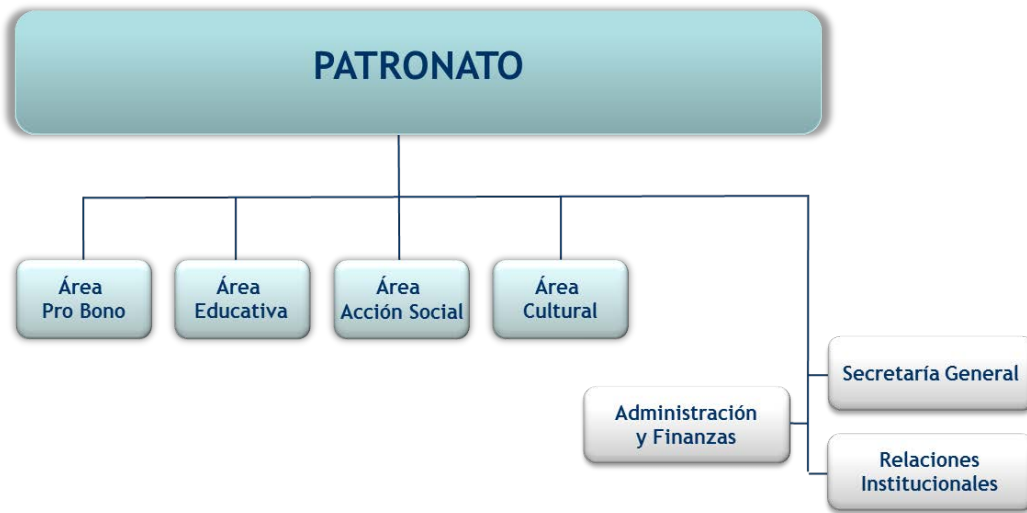 PATRONATO
Área
Pro Bono
Área
Educativa
Área
Acción Social
Área
Cultural
Secretaría General
Administración
y Finanzas
Relaciones
Institucionales